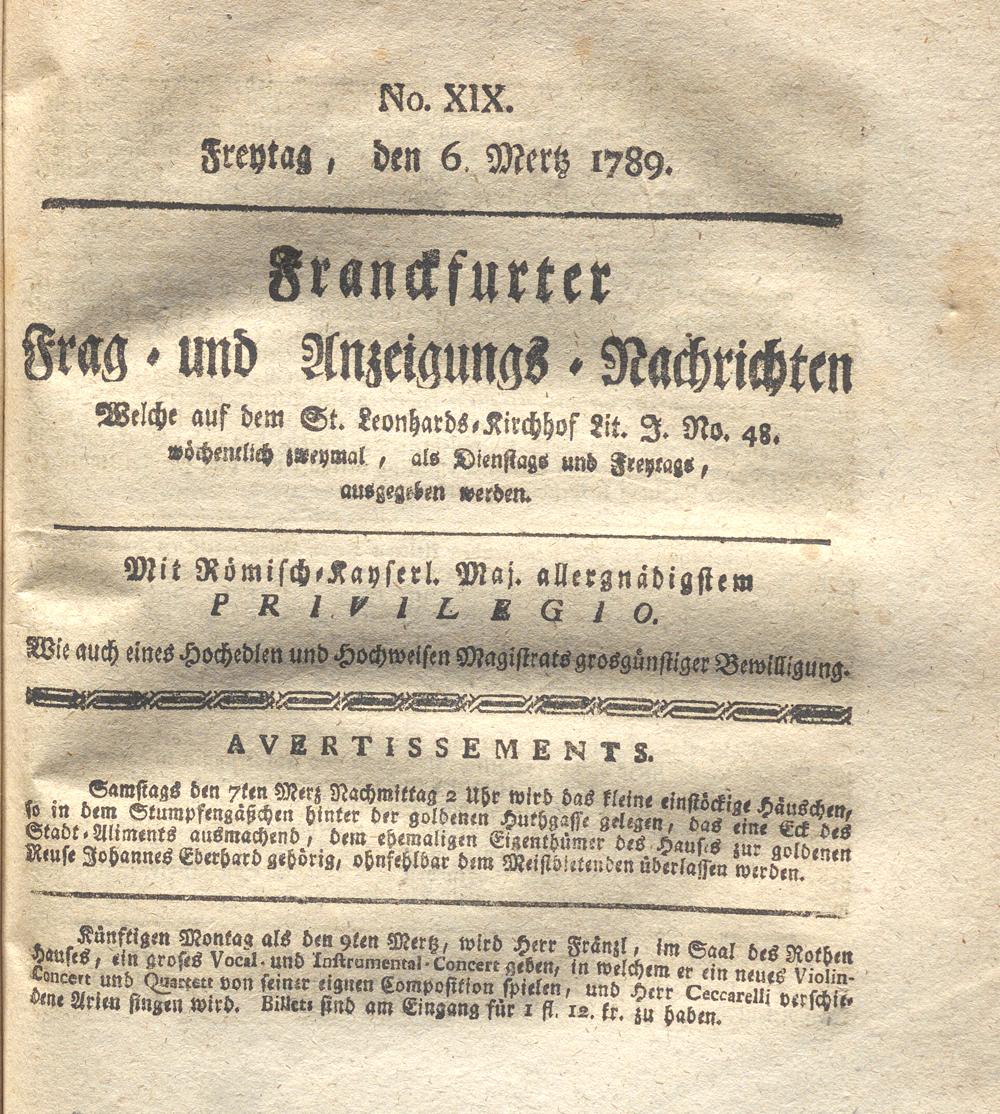 No. XIX.
Freytag, den 6. Mertz 1789.
Franckfurter
Frag - und Anzeigungs - Nachrichten
Welche auf dem St. Leonhards-Kirchhof Lit. J. No. 48.
wöchentlich zweymal, als Dienstags und Freytags,
ausgegeben werden.
Mit Römisch-Kayserl. Maj. allergnädigstem
PRIVILEGIO.
Wie auch eines Hochedlen und Hochweisen Magistrats grosgünstiger Bewilligung.
AVERTISSEMENTS.
Samstags den 7ten Merz Nachmittag 2 Uhr wird das kleine einstöckige Häuschen,
so in dem Stumpfengäßchen hinter der goldenen Huthgasse gelegen, das eine Eck des
Stadt-Aliments ausmachend, dem ehemaligen Eigenthümer des Hauses zur goldenen
Reuse Johannes Eberhard gehörig, ohnfehlbar dem Meistbietenden überlassen werden.
Künftigen Montag als den 9ten Mertz, wird Herr Fränzl, im Saal des Rothen
Hauses, ein groses Vocal- und Instrumental-Concert geben, in welchem er ein neues Violin-
Concert und Quartett von seiner eignen Composition spielen, und Herr Ceccarelli verschie-
dene Arien singen wird. Billets sind am Eingang für 1 fl. 12. kr. zu haben.